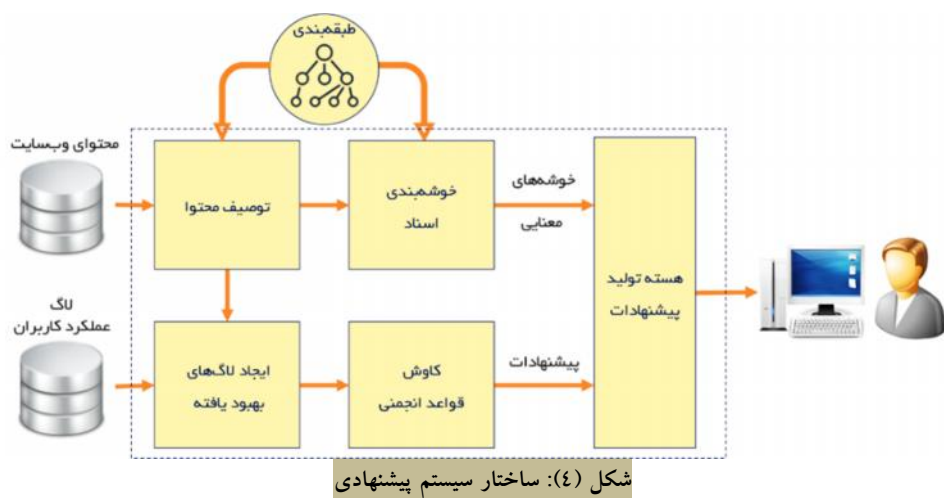 طبقه‌بندی
محتوای وب‌سایت
توصیف محتوا
خوشه‌بندی
اسناد
خوشه‌های
معنایی
هسته تولید
پیشنهادات
لاگ
عملکرد کاربران
ایجاد لاگ‌های
بهبود یافته
کاوش
قواعد انجمنی
پیشنهادات
شکل (٤): ساختار سیستم پیشنهادی